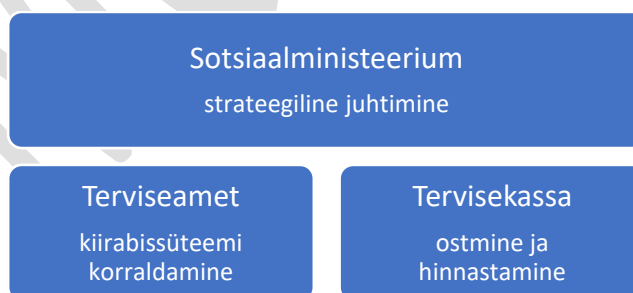 Sotsiaalministeerium
strateegiline juhtimine
Terviseamet
kiirabissüteemi
korraldamine
Tervisekassa
ostmine ja
hinnastamine